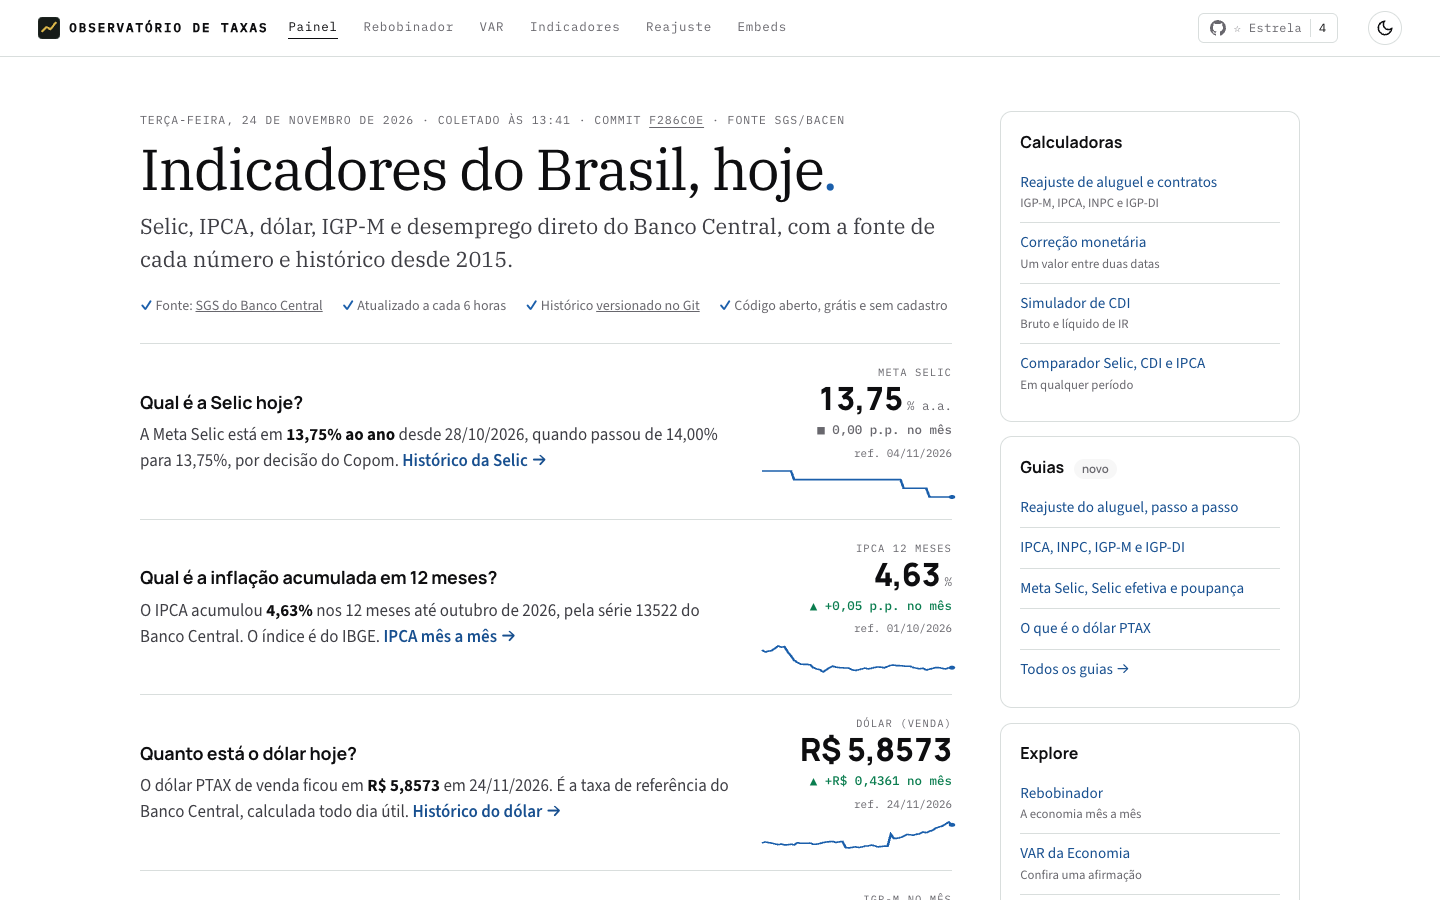 OBSERVATÓRIO DE TAXAS
Painel
Rebobinador
VAR
Indicadores
Reajuste
Embeds
☆ Estrela 4
TERÇA-FEIRA, 24 DE NOVEMBRO DE 2026 · COLETADO ÀS 13:41 · COMMIT F286C0E · FONTE SGS/BACEN
Indicadores do Brasil, hoje.
Selic, IPCA, dólar, IGP-M e desemprego direto do Banco Central, com a fonte de
cada número e histórico desde 2015.
Fonte: SGS do Banco Central
Atualizado a cada 6 horas
Histórico versionado no Git
Código aberto, grátis e sem cadastro
Qual é a Selic hoje?
A Meta Selic está em 13,75% ao ano desde 28/10/2026, quando passou de 14,00%
para 13,75%, por decisão do Copom. Histórico da Selic →
META SELIC
13,75 % a.a.
■ 0,00 p.p. no mês
ref. 04/11/2026
Qual é a inflação acumulada em 12 meses?
O IPCA acumulou 4,63% nos 12 meses até outubro de 2026, pela série 13522 do
Banco Central. O índice é do IBGE. IPCA mês a mês →
IPCA 12 MESES
4,63 %
▲ +0,05 p.p. no mês
ref. 01/10/2026
Quanto está o dólar hoje?
O dólar PTAX de venda ficou em R$ 5,8573 em 24/11/2026. É a taxa de referência do
Banco Central, calculada todo dia útil. Histórico do dólar →
DÓLAR (VENDA)
R$ 5,8573
▲ +R$ 0,4361 no mês
ref. 24/11/2026
IGP-M NO MÊS
Calculadoras
Reajuste de aluguel e contratos
IGP-M, IPCA, INPC e IGP-DI
Correção monetária
Um valor entre duas datas
Simulador de CDI
Bruto e líquido de IR
Comparador Selic, CDI e IPCA
Em qualquer período
Guias novo
Reajuste do aluguel, passo a passo
IPCA, INPC, IGP-M e IGP-DI
Meta Selic, Selic efetiva e poupança
O que é o dólar PTAX
Todos os guias →
Explore
Rebobinador
A economia mês a mês
VAR da Economia
Confira uma afirmação